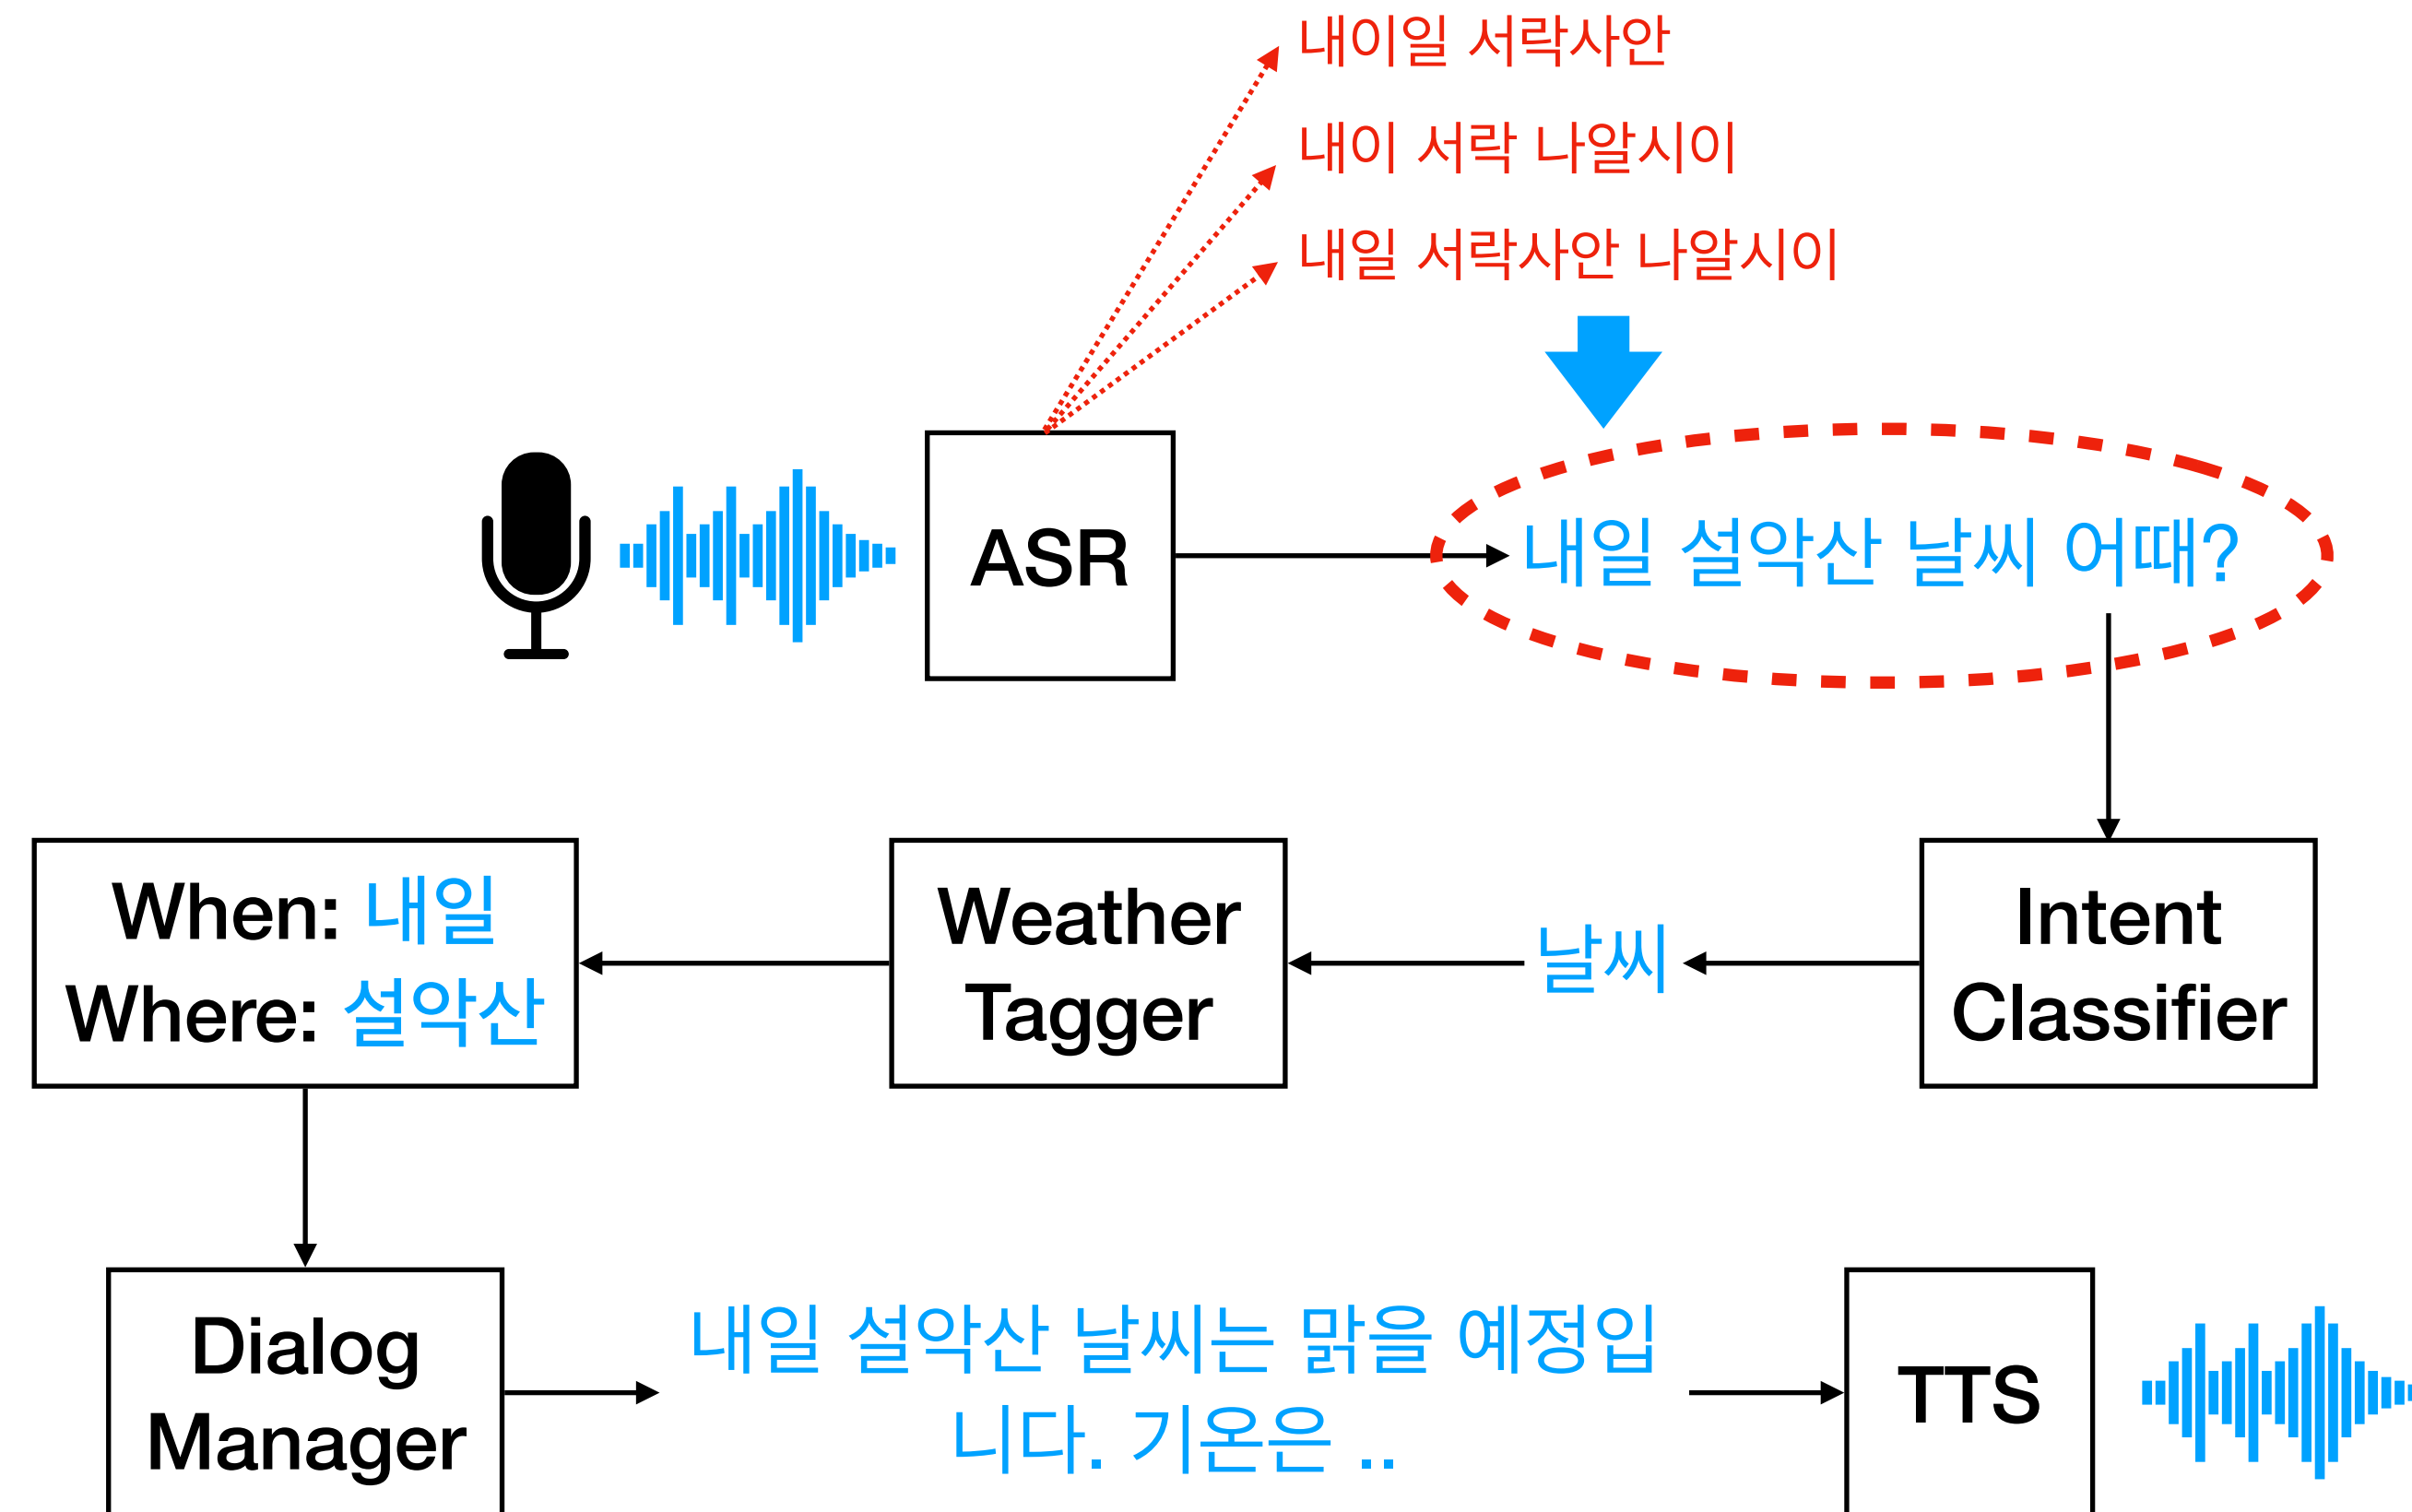 내이일 서락사안
내이 서락 나알시이
내일 서락사안 나알시이
ASR
내일 설악산 날씨 어때?
When: 내일
Where: 설악산
Weather
Tagger
날씨
Intent
Classifier
Dialog
Manager
내일 설악산 날씨는 맑을 예정입
니다. 기온은 ..
TTS